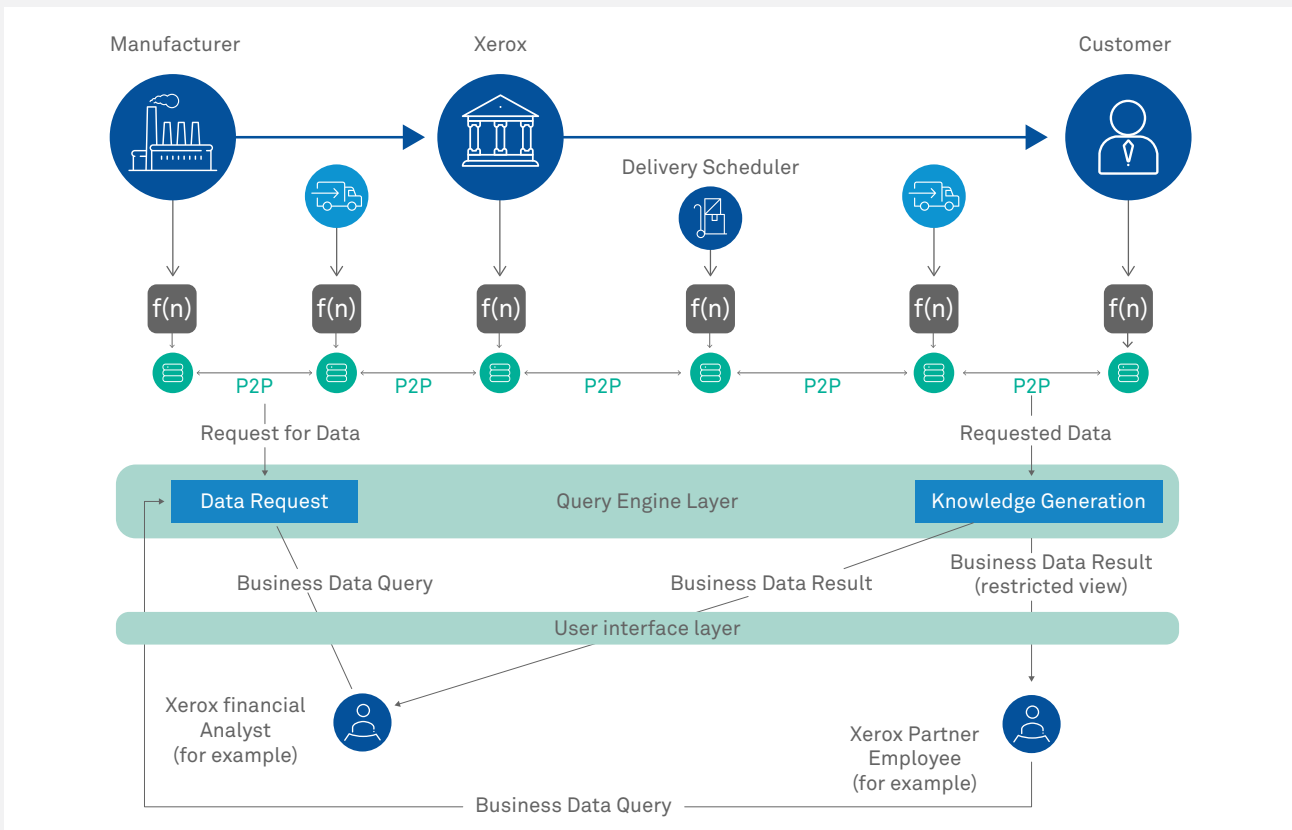 Manufacturer
Xerox
Customer
Delivery Scheduler
f(n)
f(n)
f(n)
f(n)
f(n)
f(n)
P2P
P2P
P2P
P2P
P2P
Request for Data
Requested Data
Data Request
Query Engine Layer
Knowledge Generation
Business Data Query
Business Data Result
Business Data Result
(restricted view)
User interface layer
Xerox financial
Analyst
(for example)
Xerox Partner
Employee
(for example)
Business Data Query